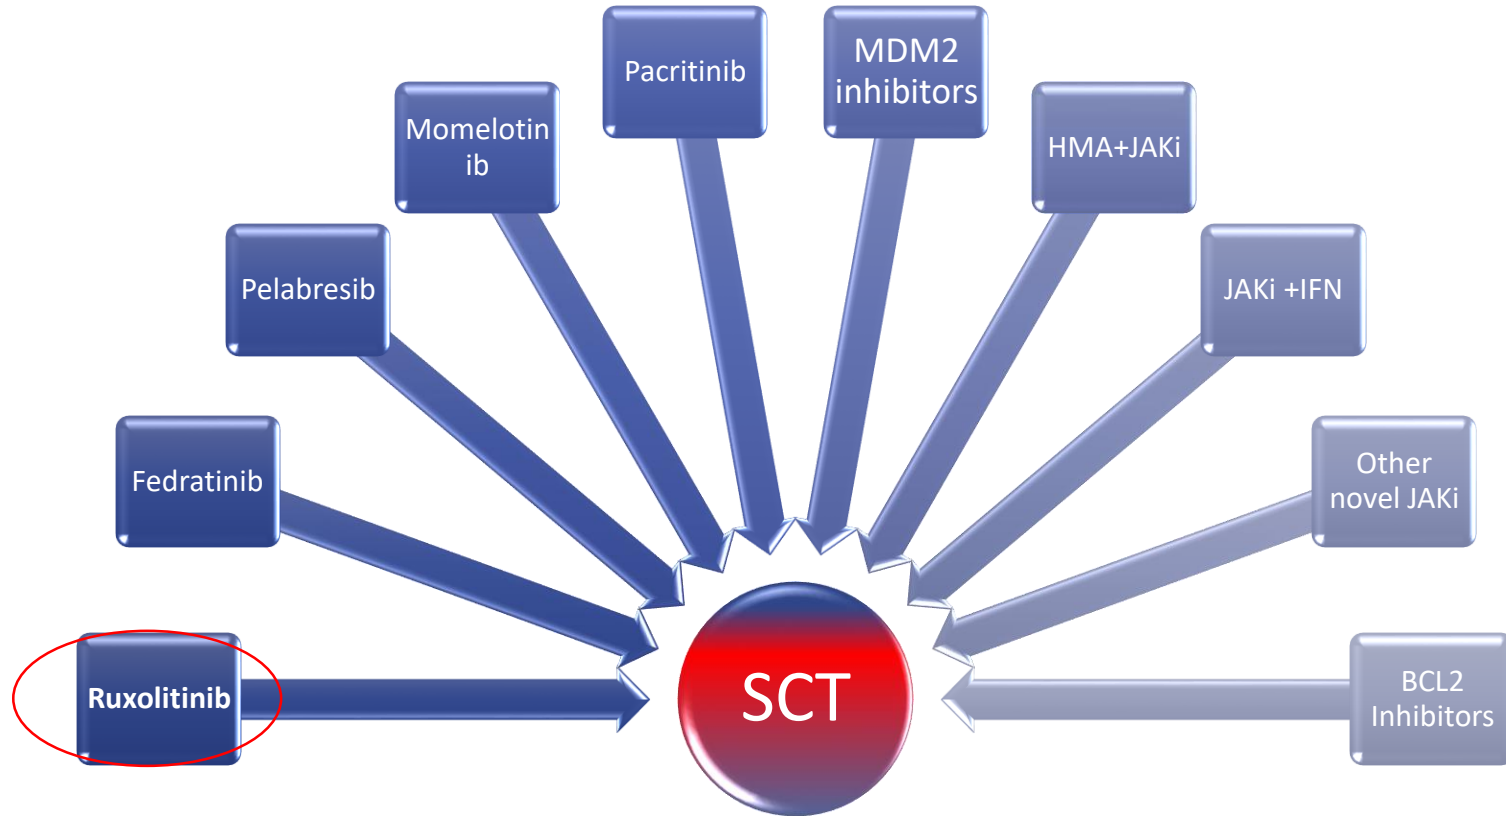 Pacritinib
MDM2
inhibitors
Momelotin
ib
HMA+JAKi
Pelabresib
JAKi +IFN
Fedratinib
Other
novel JAKi
Ruxolitinib
SCT
BCL2
Inhibitors